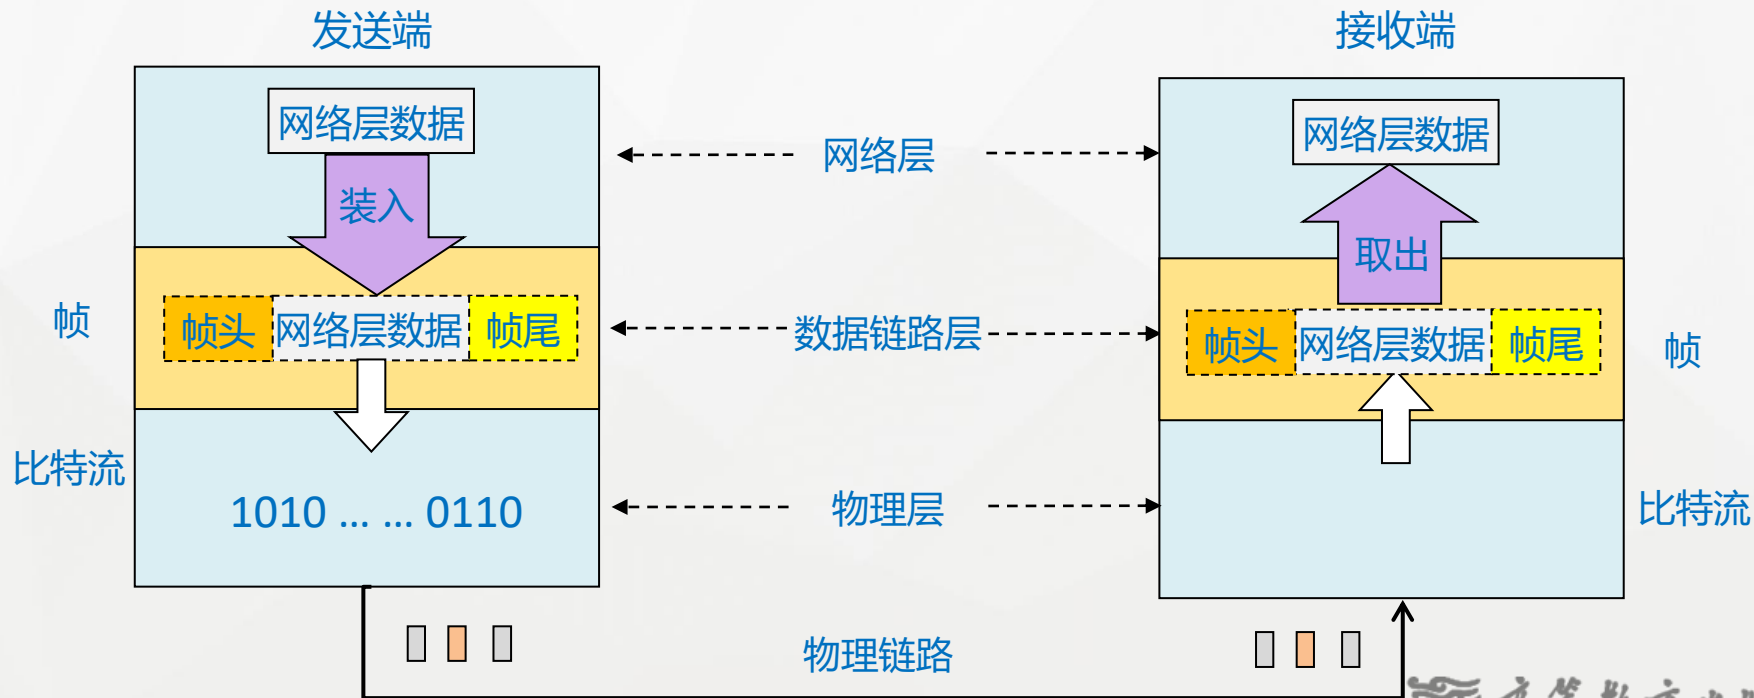 发送端
接收端
网络层数据
网络层数据
网络层
装入
取出
帧
帧头 网络层数据 帧尾
数据链路层
帧头 网络层数据 帧尾
帧
比特流
1010 ... ... 0110
物理层
比特流
物理链路